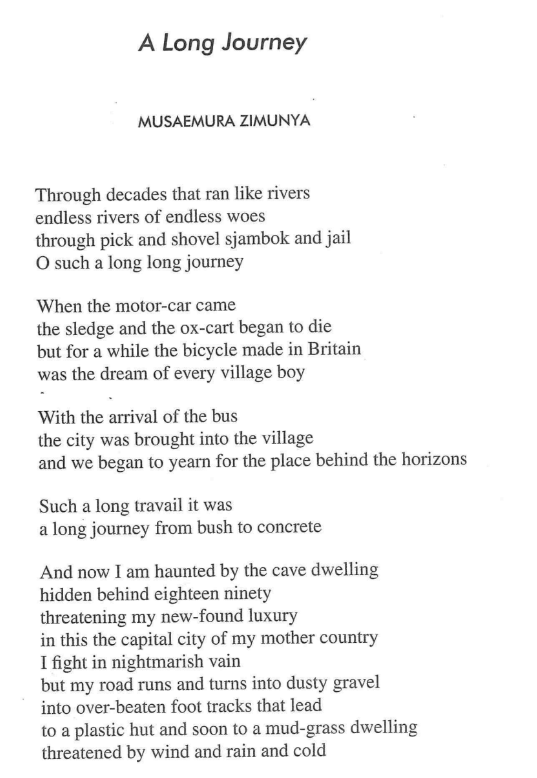 A Long Journey
MUSAEMURA ZIMUNYA
Through decades that ran like rivers
endless rivers of endless woes
through pick and shovel sjambok and jail
O such a long long journey
When the motor-car came
the sledge and the ox-cart began to die
but for a while the bicycle made in Britain
was the dream of every village boy
With the arrival of the bus
the city was brought into the village
and we began to yearn for the place behind the horizons
Such a long travail it was
a long journey from bush to concrete
And now I am haunted by the cave dwelling
hidden behind eighteen ninety
threatening my new-found luxury
in this the capital city of my mother country
I fight in nightmarish vain
but my road runs and turns into dusty gravel
into over-beaten foot tracks that lead
to a plastic hut and soon to a mud-grass dwelling
threatened by wind and rain and cold